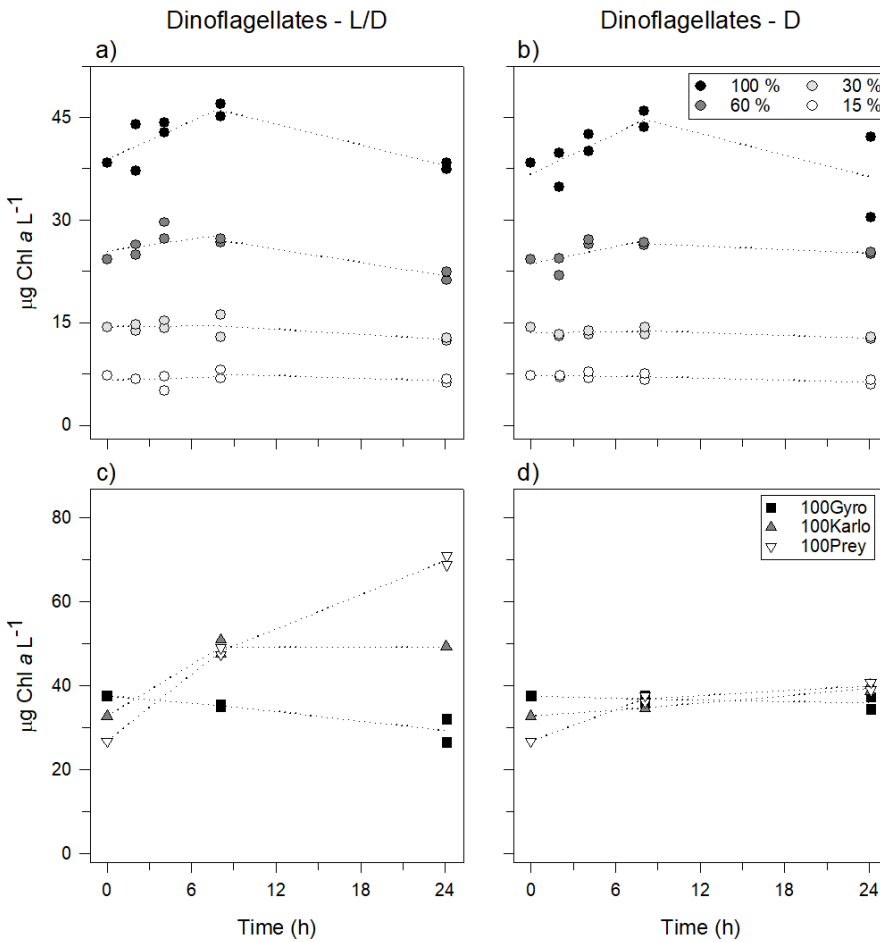 Dinoflagellates - L/D
Dinoflagellates - D
a)
b)
100 %
30 %
60 %
15 %
45
30
15
0
µg Chl a L⁻¹
c)
d)
100Gyro
100Karlo
100Prey
80
60
40
20
0
µg Chl a L⁻¹
0 6 12 18 24
0 6 12 18 24
Time (h)
Time (h)